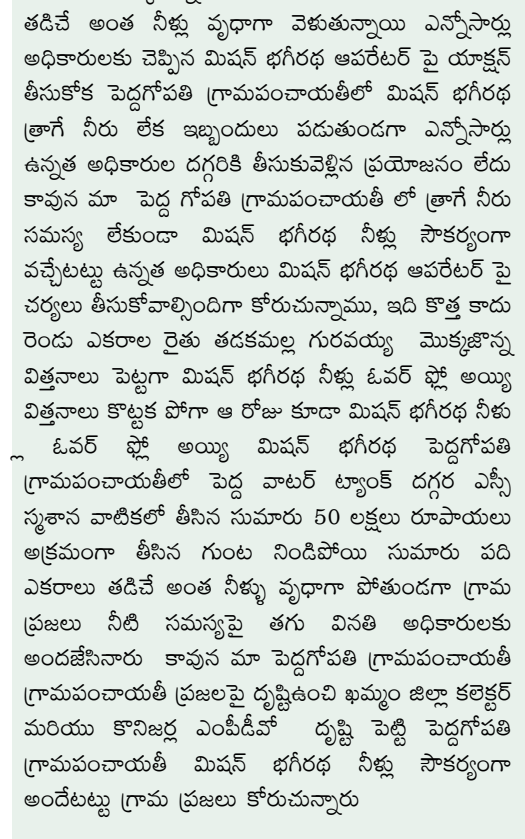 తడిచే అంత నీళ్లు వృధాగా వెళుతున్నాయి ఎన్నోసార్లు
అధికారులకు చెప్పిన మిషన్ భగీరథ ఆపరేటర్ పై యాక్షన్
తీసుకోక పెద్దగోపతి గ్రామపంచాయతీలో మిషన్ భగీరథ
త్రాగే నీరు లేక ఇబ్బందులు పడుతుండగా ఎన్నోసార్లు
ఉన్నత అధికారుల దగ్గరికి తీసుకువెళ్లిన ప్రయోజనం లేదు
కావున మా పెద్ద గోపతి గ్రామపంచాయతీ లో త్రాగే నీరు
సమస్య లేకుండా మిషన్ భగీరథ నీళ్లు సౌకర్యంగా
వచ్చేటట్టు ఉన్నత అధికారులు మిషన్ భగీరథ ఆపరేటర్ పై
చర్యలు తీసుకోవాల్సిందిగా కోరుచున్నాము, ఇది కొత్త కాదు
రెండు ఎకరాల రైతు తడకమల్ల గురవయ్య మొక్కజొన్న
విత్తనాలు పెట్టగా మిషన్ భగీరథ నీళ్లు ఓవర్ ఫ్లో అయ్యి
విత్తనాలు కొట్టక పోగా ఆ రోజు కూడా మిషన్ భగీరథ నీళు
్ల ఓవర్ ఫ్లో అయ్యి మిషన్ భగీరథ పెద్దగోపతి
గ్రామపంచాయతీలో పెద్ద వాటర్ ట్యాంక్ దగ్గర ఎస్సీ
స్మశాన వాటికలో తీసిన సుమారు 50 లక్షలు రూపాయలు
అక్రమంగా తీసిన గుంట నిండిపోయి సుమారు పది
ఎకరాలు తడిచే అంత నీళ్ళు వృధాగా పోతుండగా గ్రామ
ప్రజలు నీటి సమస్యపై తగు వినతి అధికారులకు
అందజేసినారు కావున మా పెద్దగోపతి గ్రామపంచాయతీ
గ్రామపంచాయతీ ప్రజలపై దృష్టిఉంచి ఖమ్మం జిల్లా కలెక్టర్
మరియు కొనిజర్ల ఎంపీడీవో దృష్టి పెట్టి పెద్దగోపతి
గ్రామపంచాయతీ మిషన్ భగీరథ నీళ్లు సౌకర్యంగా
అందేటట్టు గ్రామ ప్రజలు కోరుచున్నారు